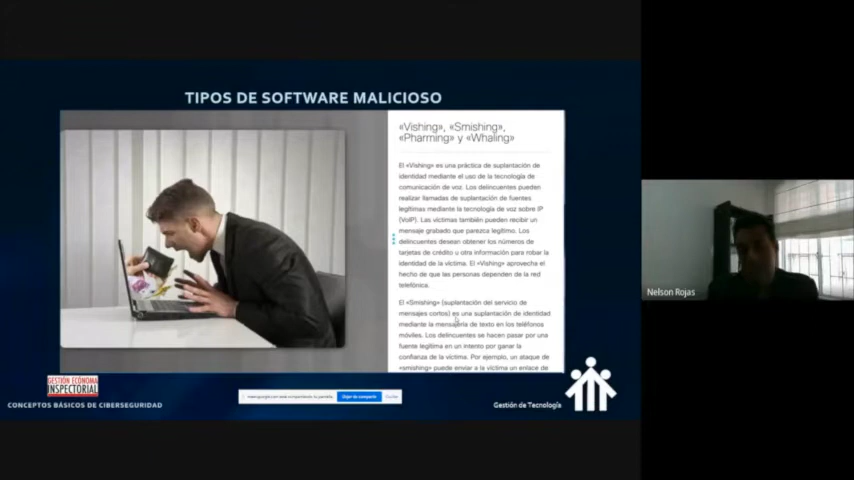 TIPOS DE SOFTWARE MALICIOSO
«Vishing», «Smishing»,
«Pharming» y «Whaling»
El «Vishing» es una práctica de suplantación de
identidad mediante el uso de la tecnología de
comunicación de voz. Los delincuentes pueden
realizar llamadas de suplantación de fuentes
legítimas mediante la tecnología de voz sobre IP
(VoIP). Las víctimas también pueden recibir un
mensaje grabado que parezca legítimo. Los
delincuentes desean obtener los números de
tarjetas de crédito u otra información para robar la
identidad de la víctima. El «Vishing» aprovecha el
hecho de que las personas dependen de la red
telefónica.
El «Smishing» (suplantación del servicio de
mensajes cortos) es una suplantación de identidad
mediante la mensajería de texto en los teléfonos
móviles. Los delincuentes se hacen pasar por una
fuente legítima en un intento por ganar la
confianza de la víctima. Por ejemplo, un ataque de
«smishing» puede enviar a la víctima un enlace de
Nelson Rojas
GESTIÓN ECÓNOMA
INSPECTORIAL
CONCEPTOS BÁSICOS DE CIBERSEGURIDAD
Dejar de compartir
Ocultar
Gestión de Tecnología